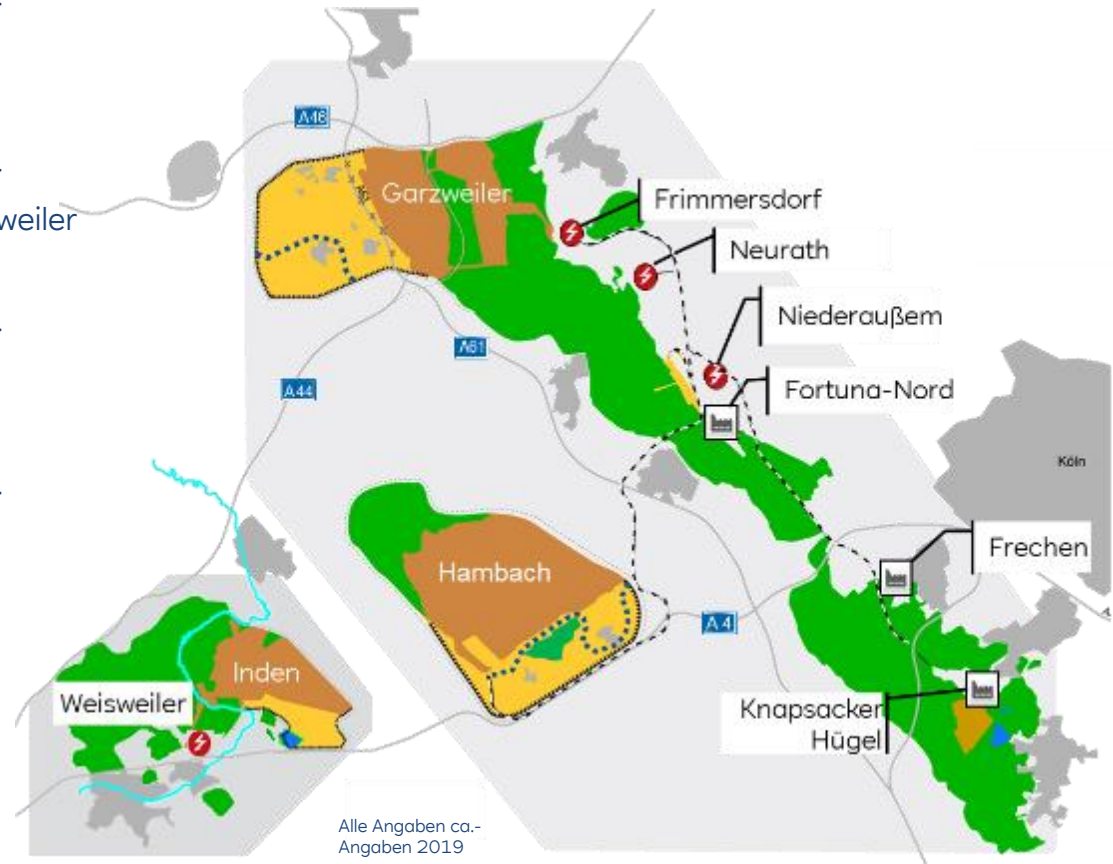 A46
Garzweiler
weiler
Frimmersdorf
Neurath
Niederaußem
A61
A44
Fortuna-Nord
Köln
Hambach
Frechen
A 4
Inden
Weisweiler
Knapsacker
Hügel
Alle Angaben ca.-
Angaben 2019